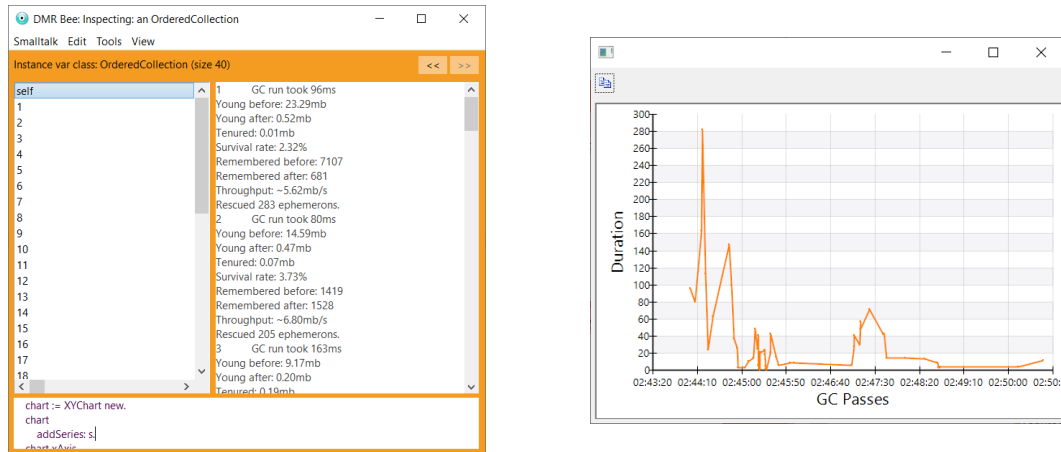 DMR Bee: Inspecting: an OrderedCollection
Smalltalk Edit Tools View
Instance var class: OrderedCollection (size 40)
<< >>
self
1
2
3
4
5
6
7
8
9
10
11
12
13
14
15
16
17
18
1 GC run took 96ms
Young before: 23.29mb
Young after: 0.52mb
Tenured: 0.01mb
Survival rate: 2.32%
Remembered before: 7107
Remembered after: 681
Throughput: ~5.62mb/s
Rescued 283 ephemerons.
2 GC run took 80ms
Young before: 14.59mb
Young after: 0.47mb
Tenured: 0.07mb
Survival rate: 3.73%
Remembered before: 1419
Remembered after: 1528
Throughput: ~6.80mb/s
Rescued 205 ephemerons.
3 GC run took 163ms
Young before: 9.17mb
Young after: 0.20mb
Tenured: 0.19mb
chart := XYChart new.
chart
addSeries: s.
chart xAxis
300
280
260
240
220
200
180
160
140
120
100
80
60
40
20
0
Duration
02:43:20 02:44:10 02:45:00 02:45:50 02:46:40 02:47:30 02:48:20 02:49:10 02:50:00 02:50:
GC Passes